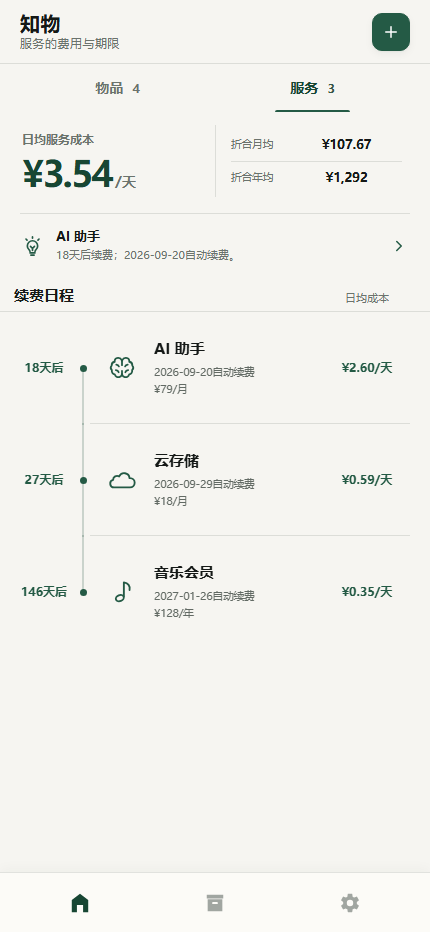 知物
服务的费用与期限
物品 4
服务 3
日均服务成本
¥3.54/天
折合月均 ¥107.67
折合年均 ¥1,292
AI 助手
18天后续费；2026-09-20自动续费。
续费日程
日均成本
AI 助手
18天后
2026-09-20自动续费
¥79/月
¥2.60/天
云存储
27天后
2026-09-29自动续费
¥18/月
¥0.59/天
音乐会员
146天后
2027-01-26自动续费
¥128/年
¥0.35/天